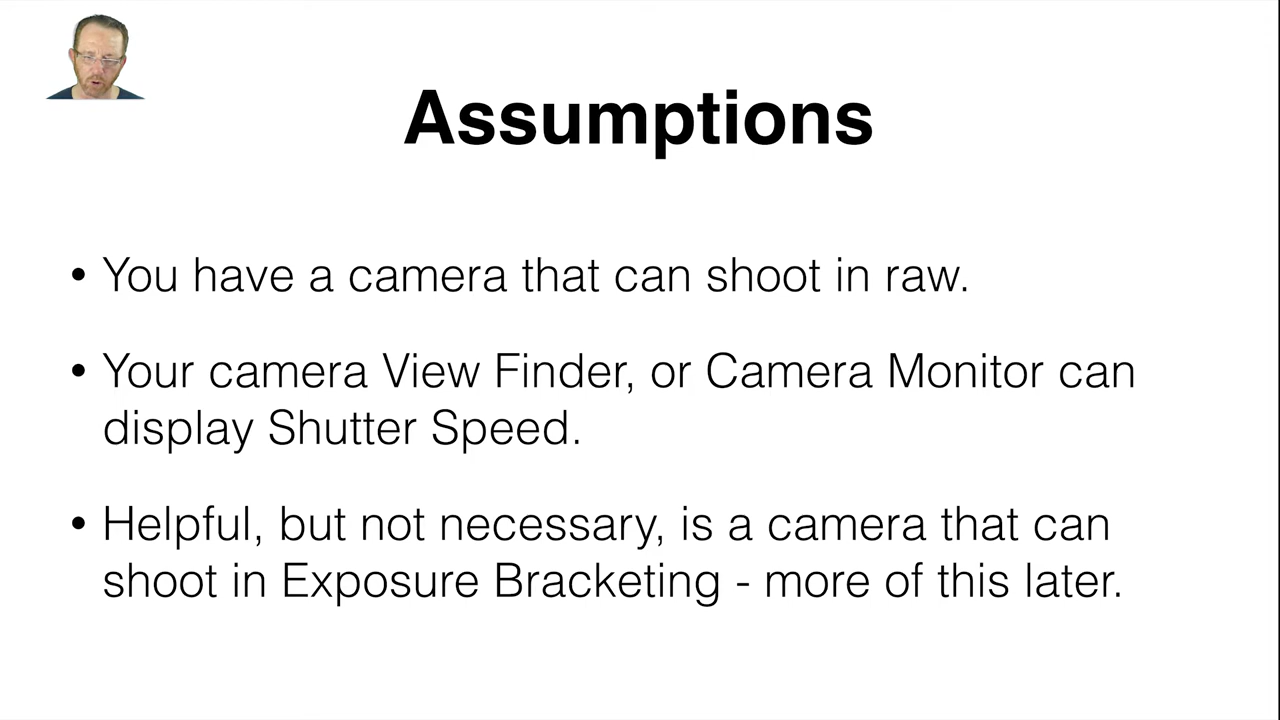 Assumptions
• You have a camera that can shoot in raw.
• Your camera View Finder, or Camera Monitor can
display Shutter Speed.
• Helpful, but not necessary, is a camera that can
shoot in Exposure Bracketing - more of this later.